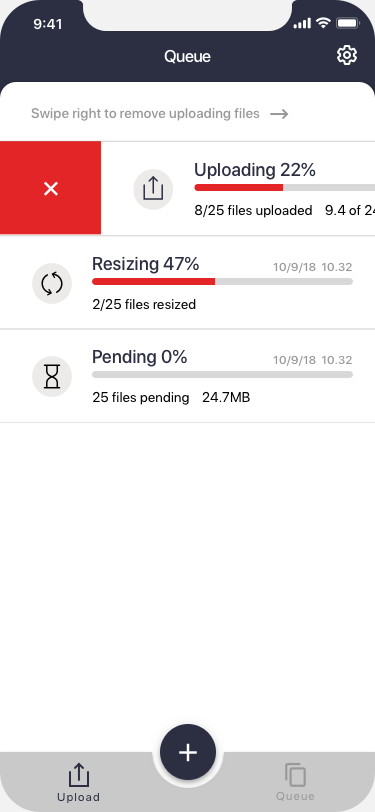 9:41
Queue
Swipe right to remove uploading files
Uploading 22%
8/25 files uploaded 9.4 of
Resizing 47%
10/9/18 10.32
2/25 files resized
Pending 0%
10/9/18 10.32
25 files pending 24.7MB
Upload
Queue